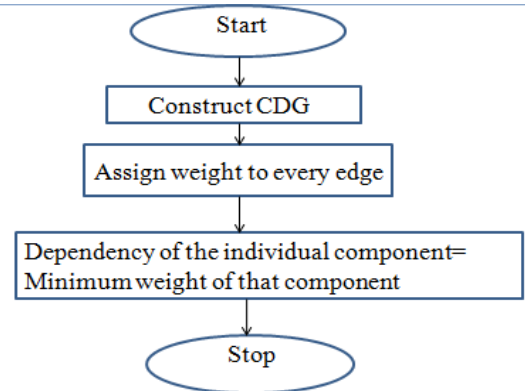 Start
Construct CDG
Assign weight to every edge
Dependency of the individual component=
Minimum weight of that component
Stop